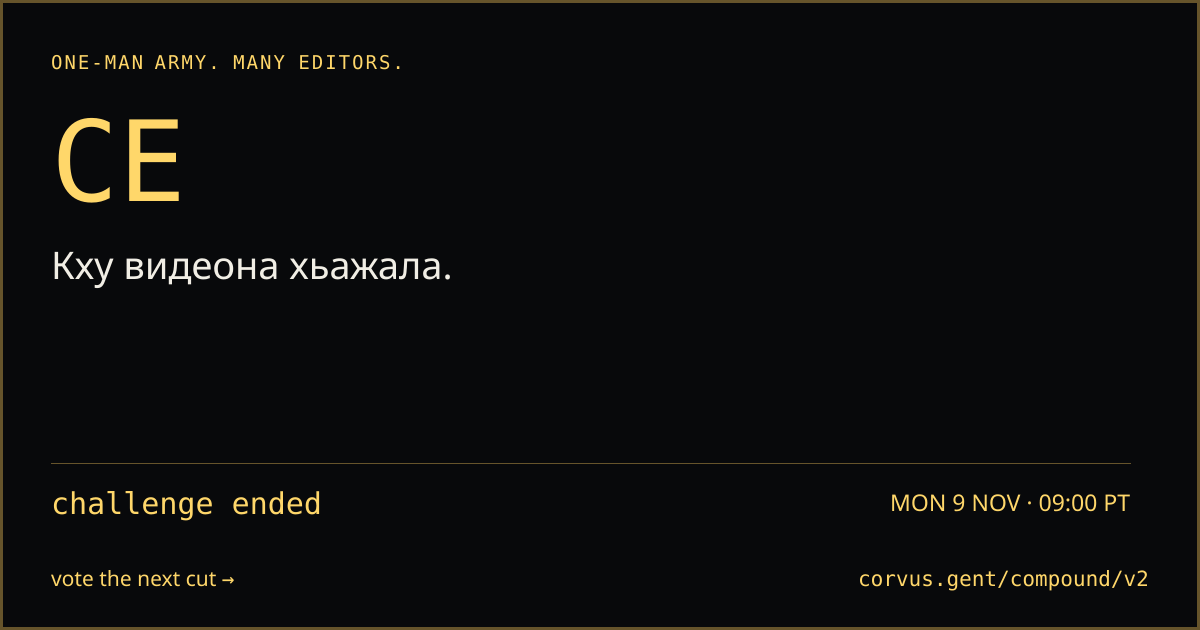 ONE-MAN ARMY. MANY EDITORS.
CE
Кху видеона хьажала.
challenge ended
MON 9 NOV · 09:00 PT
vote the next cut →
corvus.gent/compound/v2